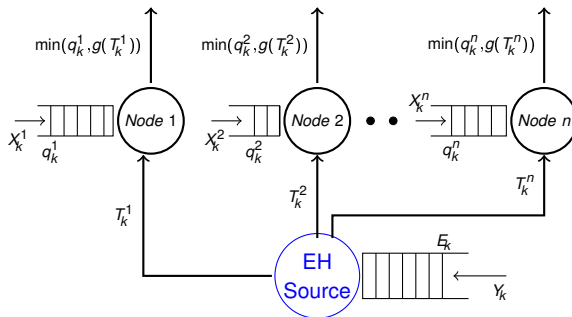 min(q_k^1, g(T_k^1)) min(q_k^2, g(T_k^2)) min(q_k^n, g(T_k^n))
Node 1 Node 2 Node n
X_k^1 X_k^2 X_k^n
q_k^1 q_k^2 q_k^n
T_k^1 T_k^2 T_k^n
E_k
EH
Source
Y_k